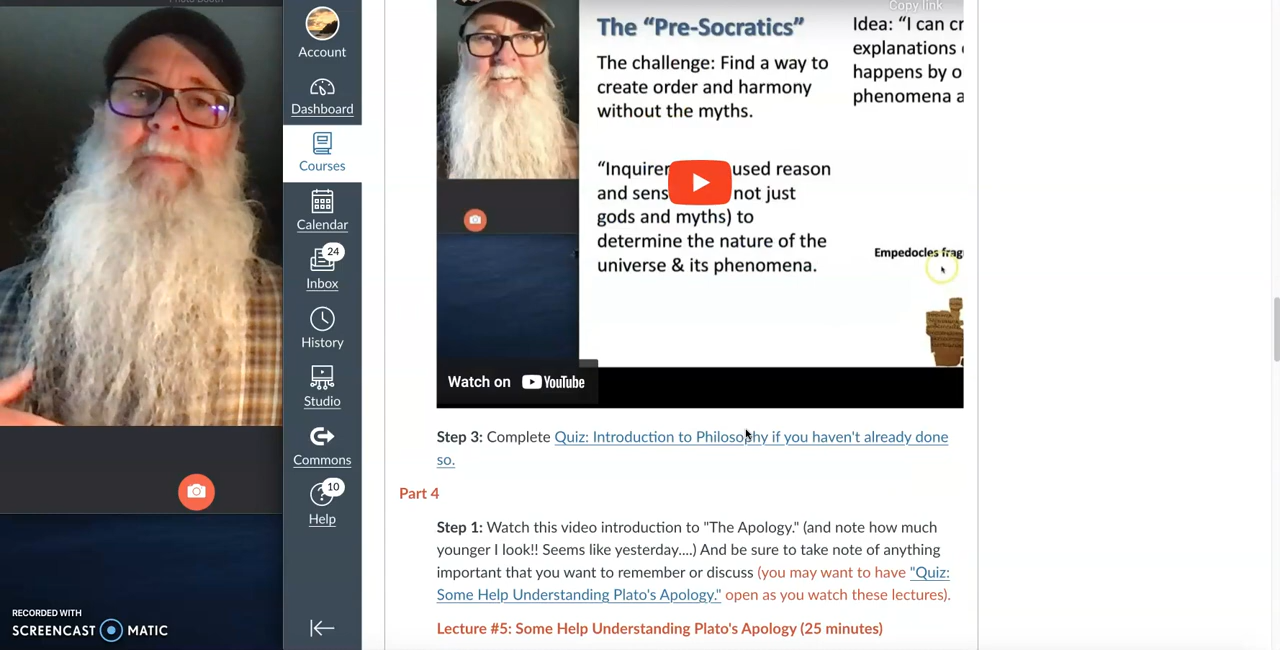 Account
Dashboard
Courses
Calendar
24
Inbox
History
Studio
Commons
10
Help
RECORDED WITH
SCREENCAST MATIC
Copy link
The “Pre-Socratics”
The challenge: Find a way to
create order and harmony
without the myths.
used reason
not just
gods and myths) to
determine the nature of the
universe & its phenomena.
Idea: “I can
explanations
happens by
phenomena
Empedocles
Watch on YouTube
Step 3: Complete Quiz: Introduction to Philosophy if you haven't already done
so.
Part 4
Step 1: Watch this video introduction to "The Apology." (and note how much
younger I look!! Seems like yesterday....) And be sure to take note of anything
important that you want to remember or discuss (you may want to have "Quiz:
Some Help Understanding Plato's Apology." open as you watch these lectures).
Lecture #5: Some Help Understanding Plato's Apology (25 minutes)